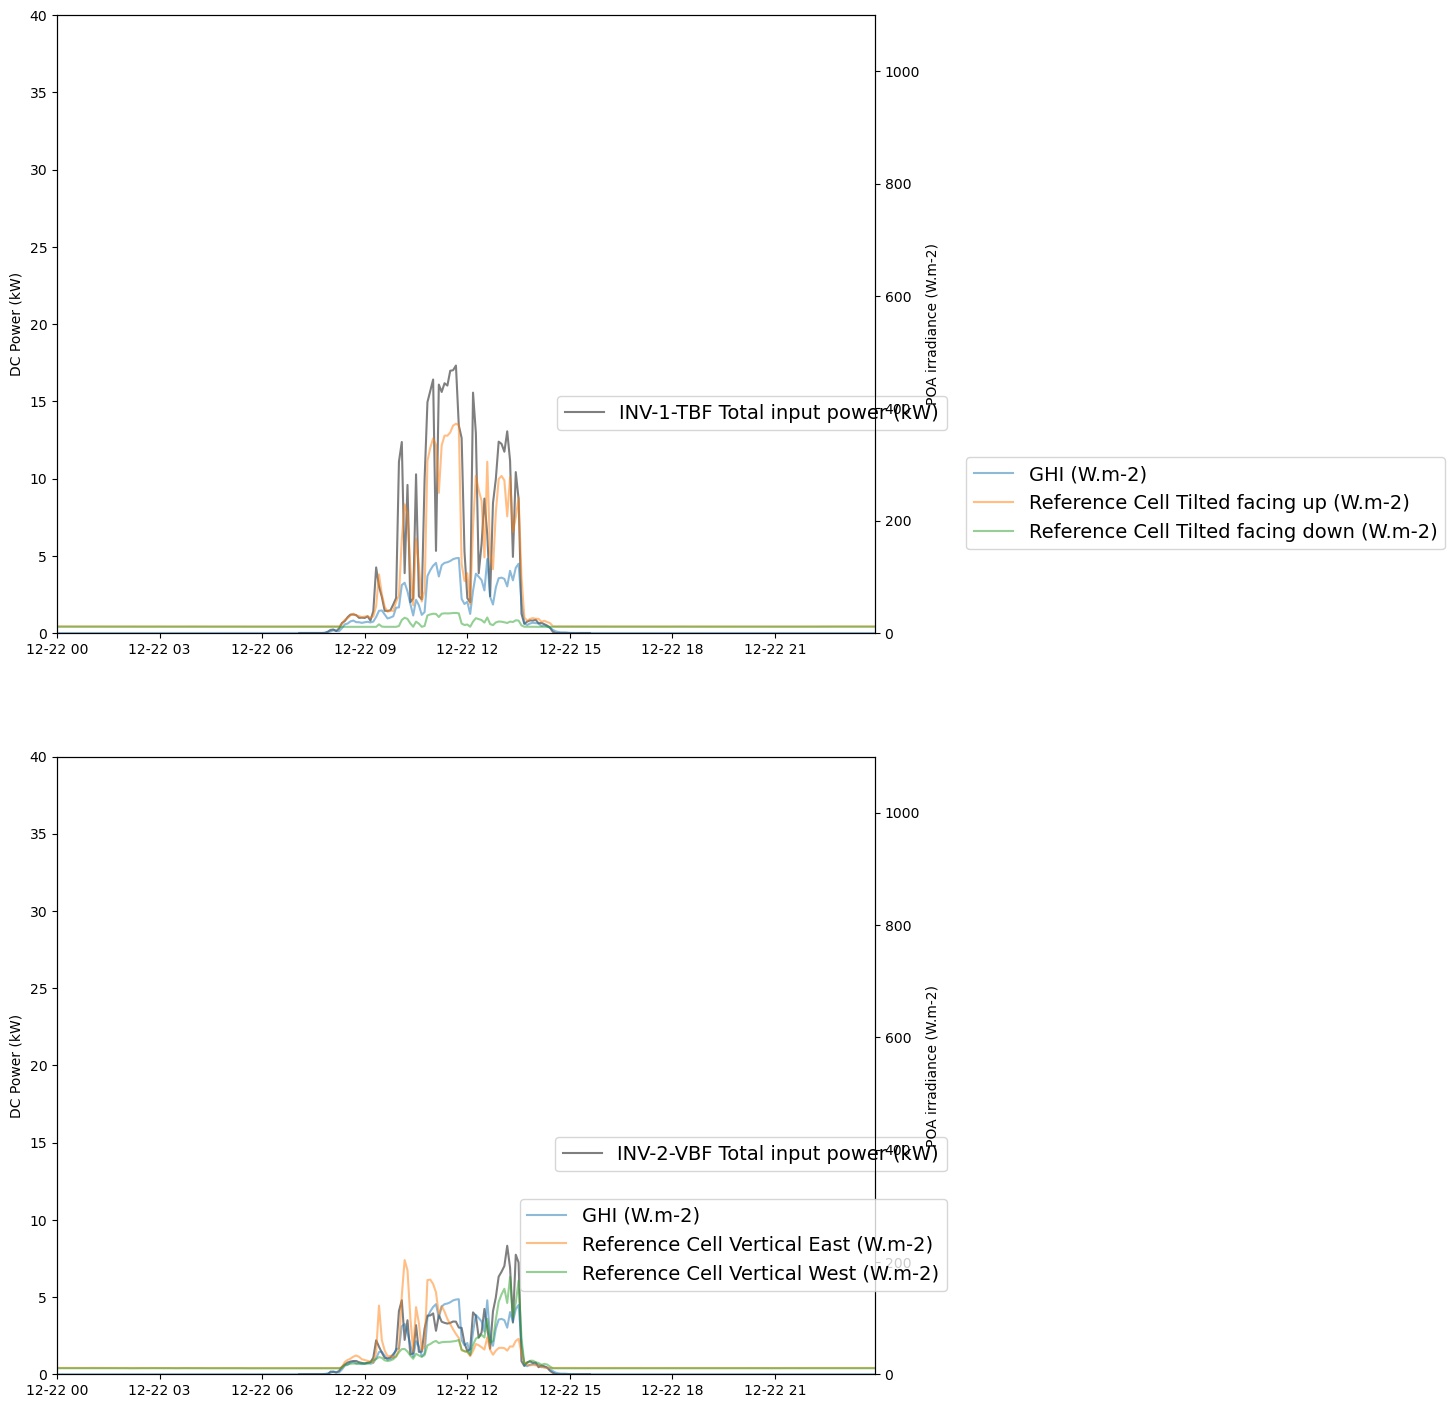 40
35
30
25
20
15
10
5
0
DC Power (kW)
1000
800
600
400
200
0
POA irradiance (W.m-2)
INV-1-TBF Total input power (kW)
GHI (W.m-2)
Reference Cell Tilted facing up (W.m-2)
Reference Cell Tilted facing down (W.m-2)
12-22 00 12-22 03 12-22 06 12-22 09 12-22 12 12-22 15 12-22 18 12-22 21
40
35
30
25
20
15
10
5
0
DC Power (kW)
1000
800
600
400
200
0
POA irradiance (W.m-2)
INV-2-VBF Total input power (kW)
GHI (W.m-2)
Reference Cell Vertical East (W.m-2)
Reference Cell Vertical West (W.m-2)
12-22 00 12-22 03 12-22 06 12-22 09 12-22 12 12-22 15 12-22 18 12-22 21